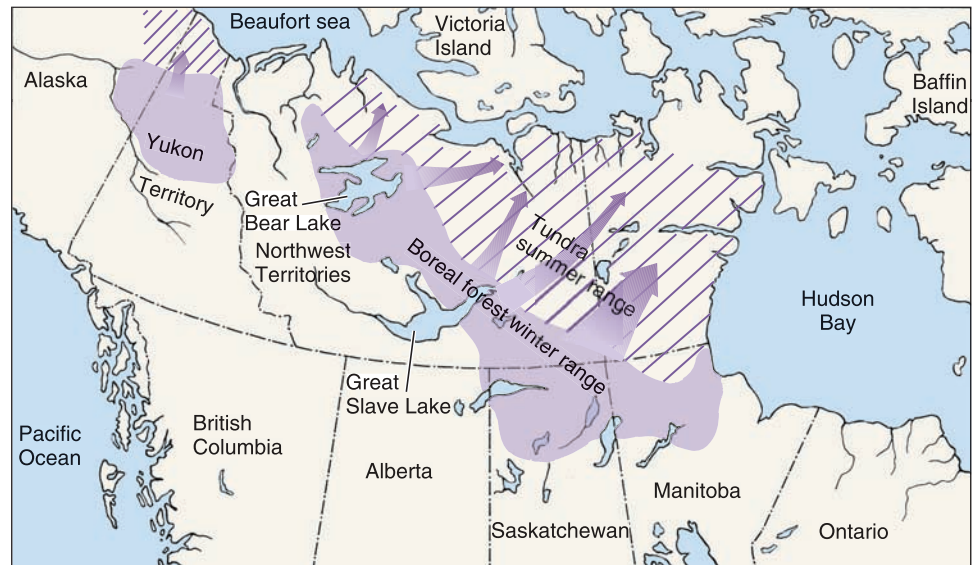 Beaufort sea
Victoria
Island
Alaska
Baffin
Island
Yukon
Territory
Great
Bear Lake
Northwest
Territories
Boreal forest winter range
Tundra
summer range
Hudson
Bay
Great
Slave Lake
Pacific
Ocean
British
Columbia
Alberta
Saskatchewan
Manitoba
Ontario